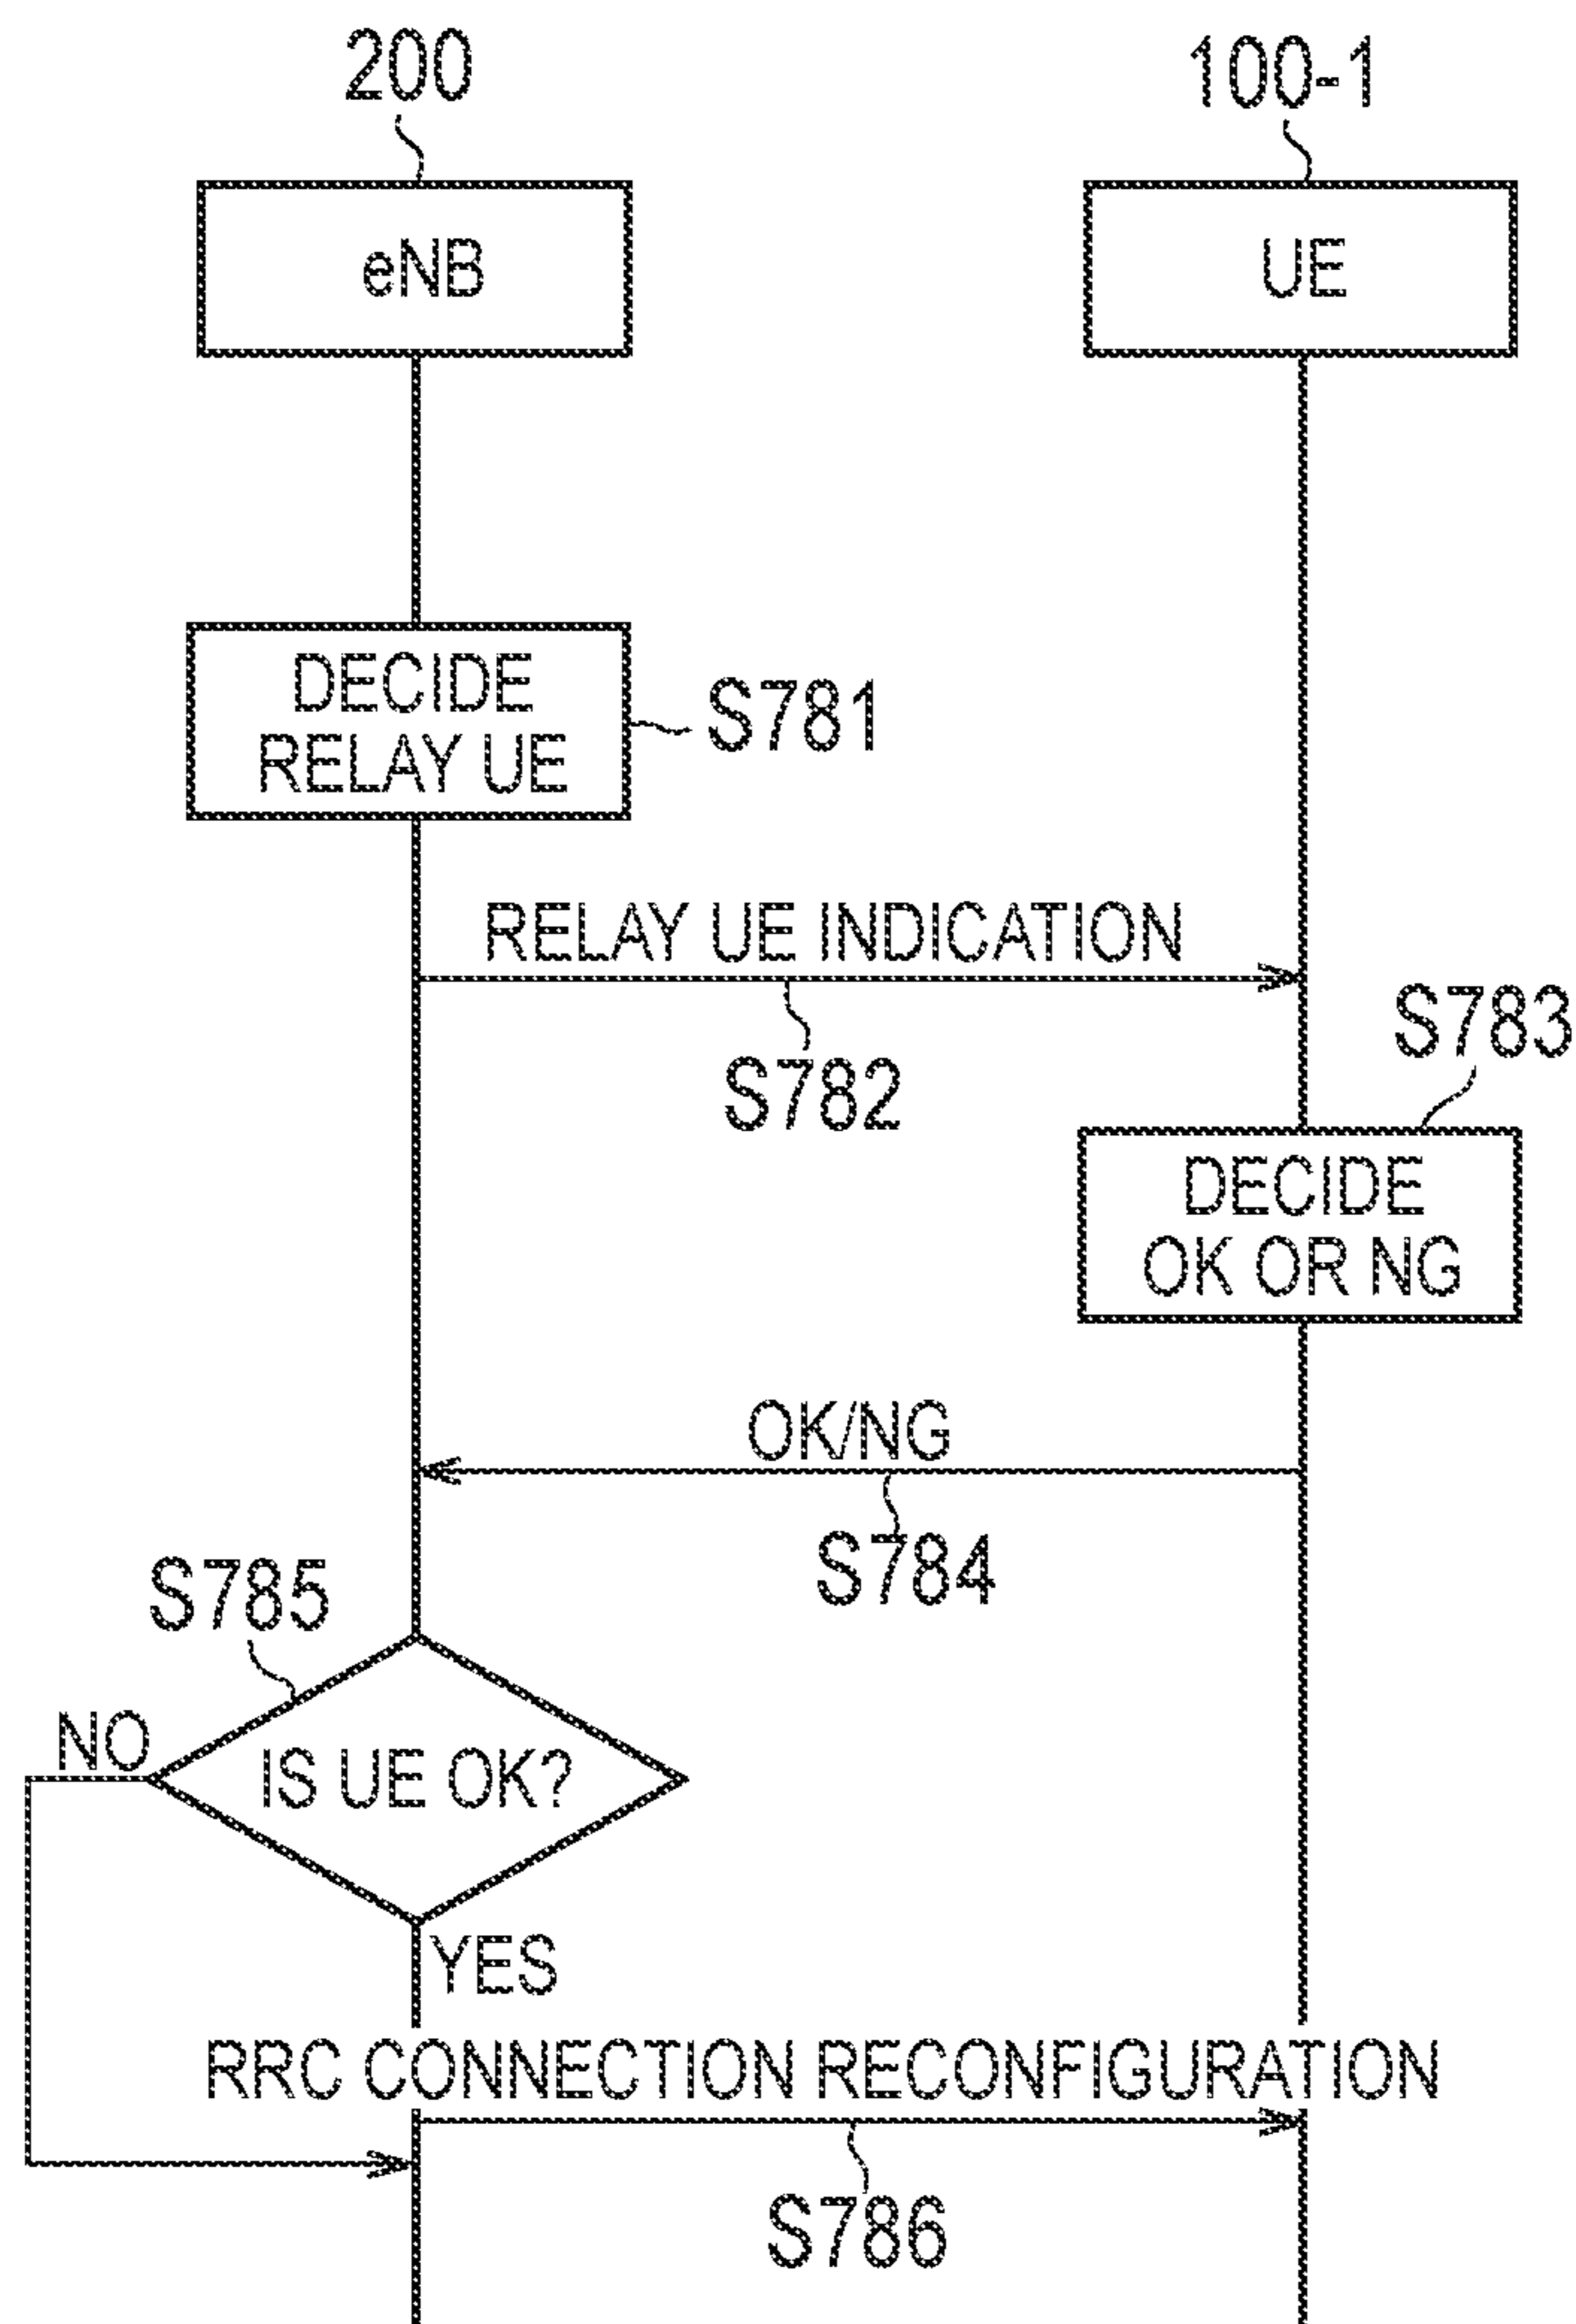 200
100-1
eNB
UE
DECIDE
RELAY UE
S781
RELAY UE INDICATION
S782
S783
DECIDE
OK OR NG
OK/NG
S784
S785
NO
IS UE OK?
YES
RRC CONNECTION RECONFIGURATION
S786